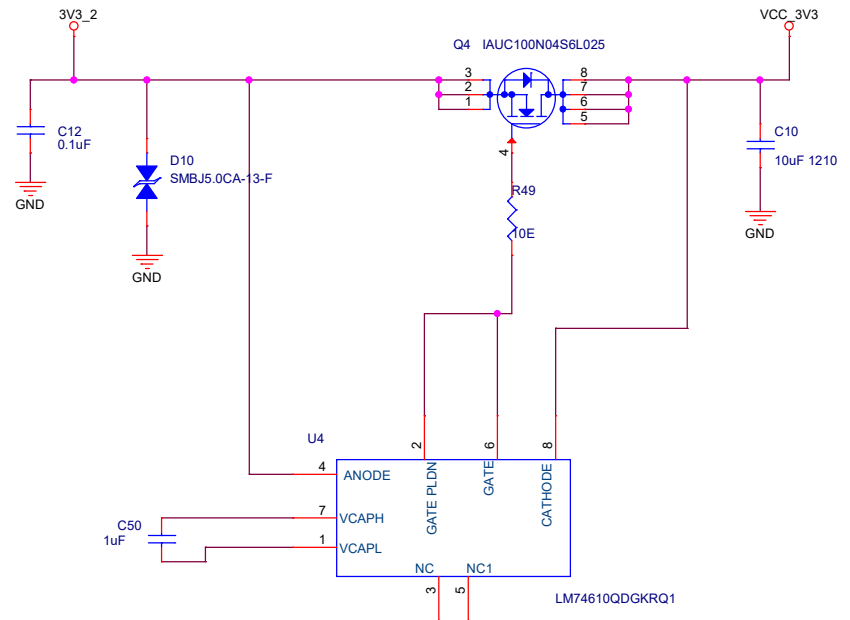 3V3_2
VCC_3V3
Q4 IAUC100N04S6L025
3
2
1
8
7
6
5
4
C12
0.1uF
GND
D10
SMBJ5.0CA-13-F
GND
R49
10E
C10
10uF 1210
GND
U4
2
6
8
4
ANODE
GATE PLDN
GATE
CATHODE
C50
1uF
7
VCAPH
1
VCAPL
NC
NC1
3
5
LM74610QDGKRQ1